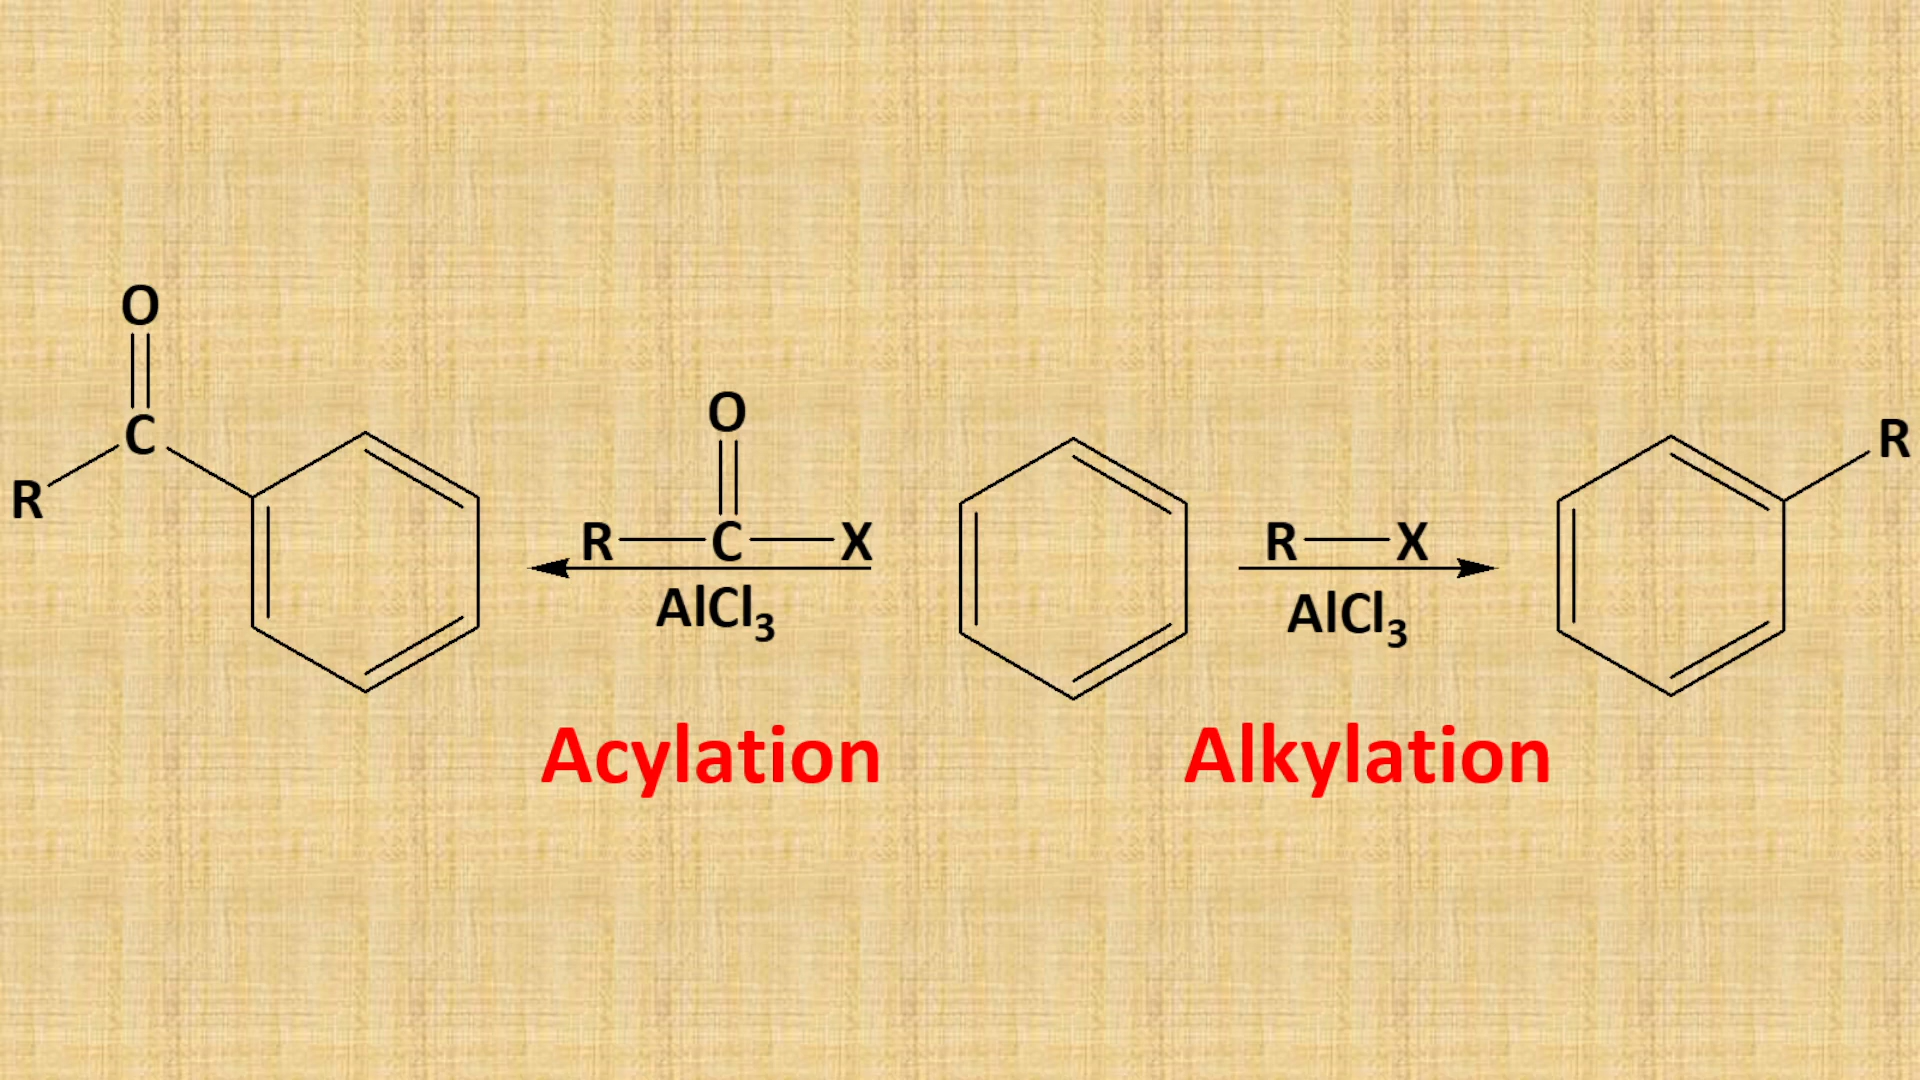 O
C
R
O
R—C—X
AlCl₃
R—X
AlCl₃
R
Acylation
Alkylation